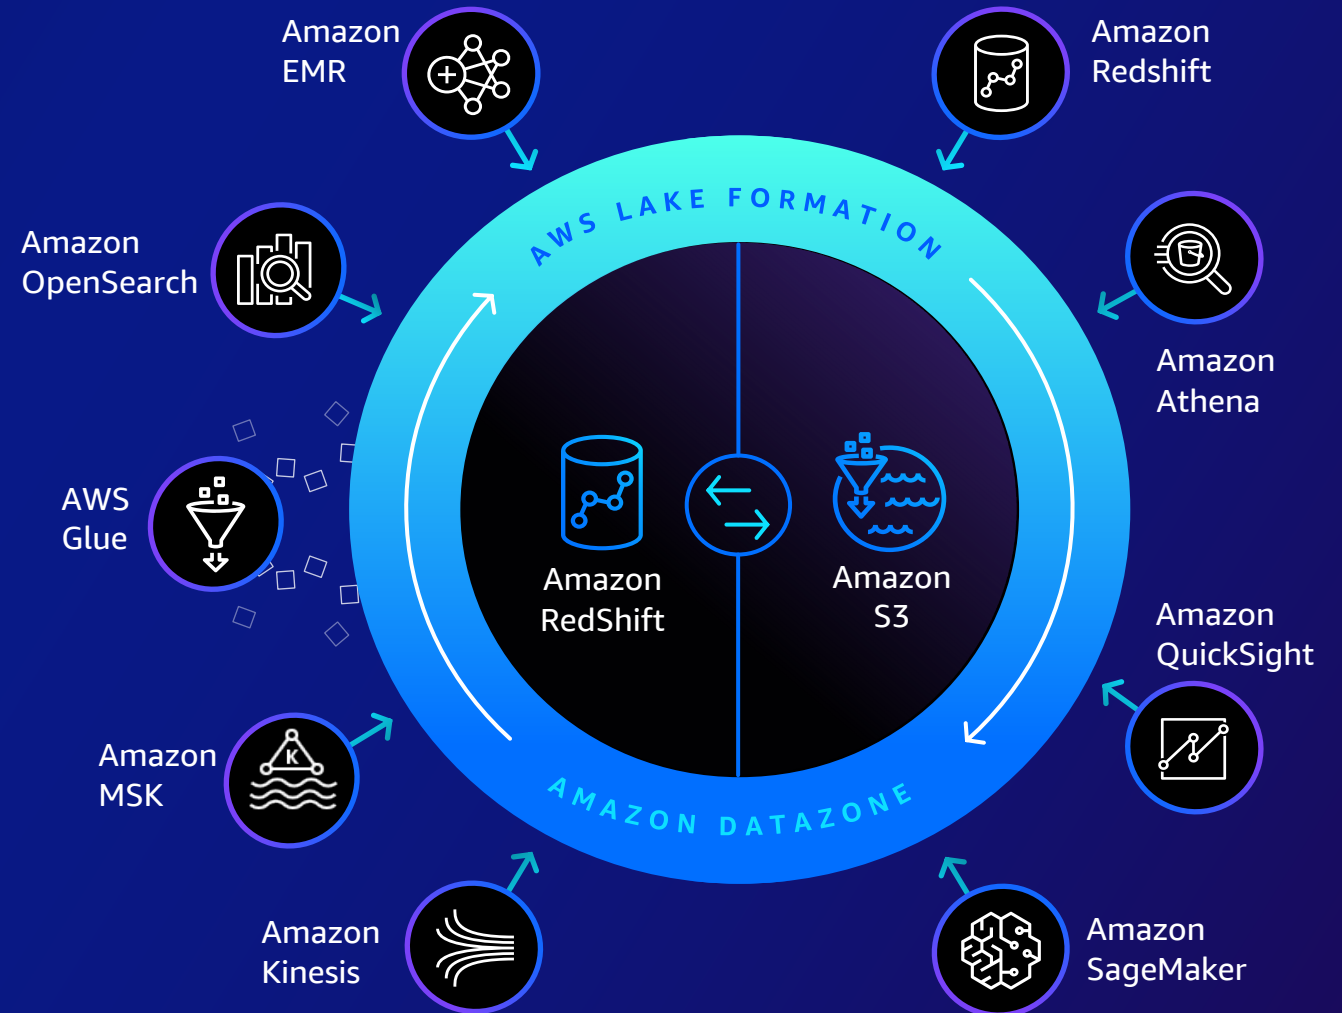 Amazon
EMR
Amazon
Redshift
AWS LAKE FORMATION
Amazon
OpenSearch
Amazon
Athena
AWS
Glue
Amazon
RedShift
Amazon
S3
Amazon
QuickSight
Amazon
MSK
K
AMAZON DATAZONE
Amazon
Kinesis
Amazon
SageMaker